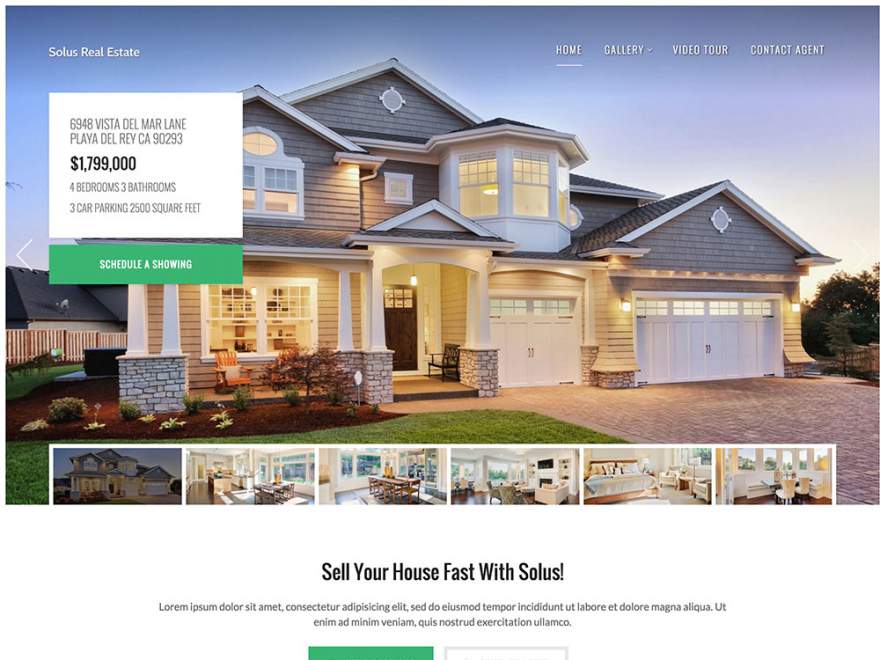 Solus Real Estate
HOME GALLERY VIDEO TOUR CONTACT AGENT
6948 VISTA DEL MAR LANE
PLAYA DEL REY CA 90293
$1,799,000
4 BEDROOMS 3 BATHROOMS
3 CAR PARKING 2500 SQUARE FEET
SCHEDULE A SHOWING
Sell Your House Fast With Solus!
Lorem ipsum dolor sit amet, consectetur adipisicing elit, sed do eiusmod tempor incididunt ut labore et dolore magna aliqua. Ut
enim ad minim veniam, quis nostrud exercitation ullamco.